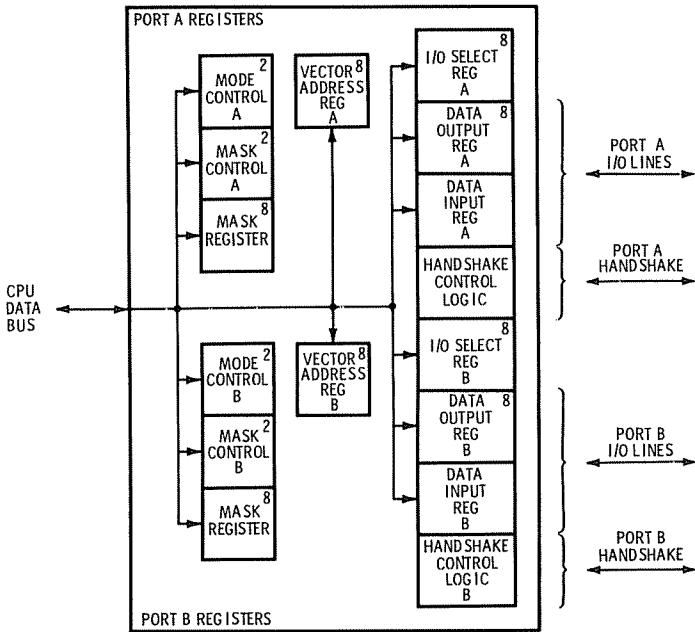 PORT A REGISTERS
2
MODE
CONTROL
A
2
MASK
CONTROL
A
8
MASK
REGISTER
8
VECTOR
ADDRESS
REG
A
8
I/O SELECT
REG
A
8
DATA
OUTPUT
REG
A
DATA
INPUT
REG
A
HANDSHAKE
CONTROL
LOGIC
PORT A
I/O LINES
PORT A
HANDSHAKE
CPU
DATA
BUS
2
MODE
CONTROL
B
2
MASK
CONTROL
B
8
MASK
REGISTER
8
VECTOR
ADDRESS
REG
B
8
I/O SELECT
REG
B
8
DATA
OUTPUT
REG
B
DATA
INPUT
REG
B
HANDSHAKE
CONTROL
LOGIC
B
PORT B
I/O LINES
PORT B
HANDSHAKE
PORT B REGISTERS